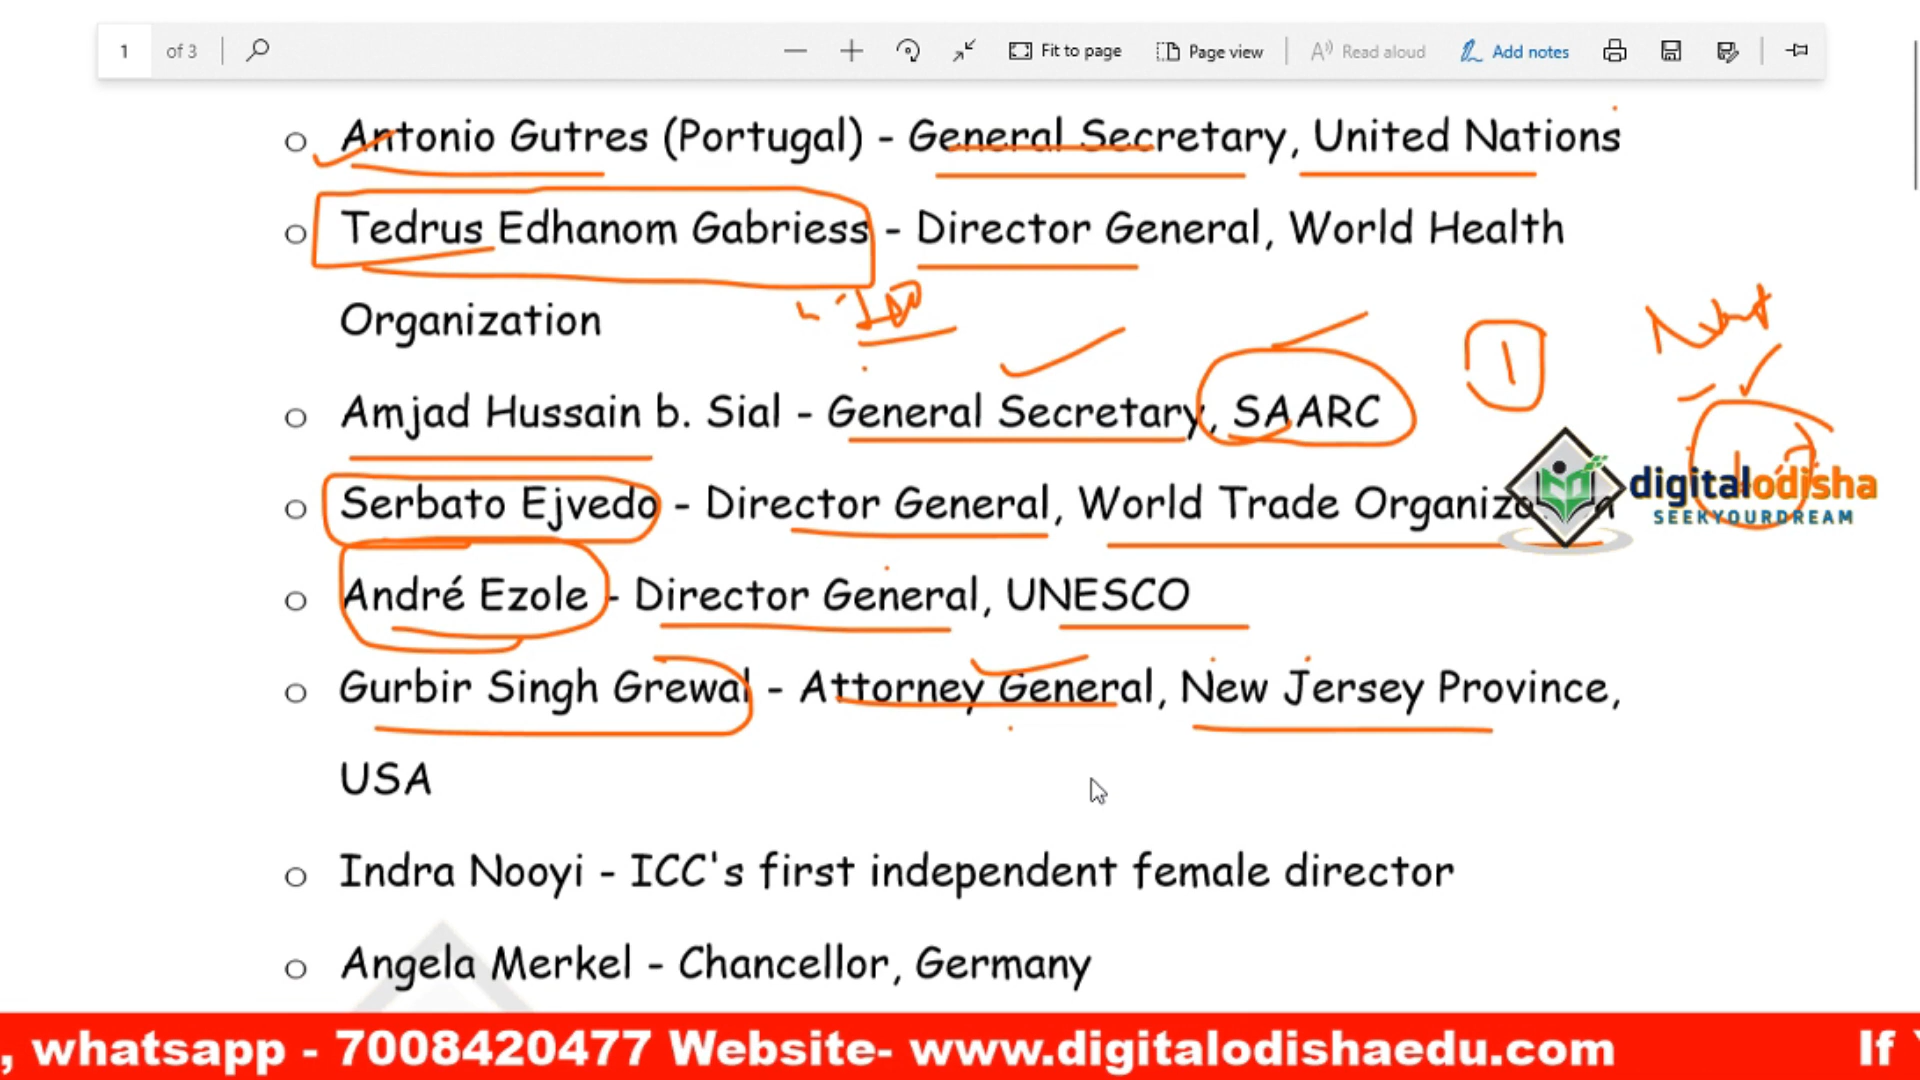 1 of 3 Fit to page Page view Read aloud Add notes
o Antonio Gutres (Portugal) - General Secretary, United Nations
o Tedrus Edhanom Gabriess - Director General, World Health
Organization
o Amjad Hussain b. Sial - General Secretary, SAARC
1
o Serbato Ejvedo - Director General, World Trade
digitalodisha
SEEKYOURDREAM
o André Ezole - Director General, UNESCO
o Gurbir Singh Grewal - Attorney General, New Jersey Province,
USA
o Indra Nooyi - ICC's first independent female director
o Angela Merkel - Chancellor, Germany
, whatsapp - 7008420477 Website- www.digitalodishaedu.com If